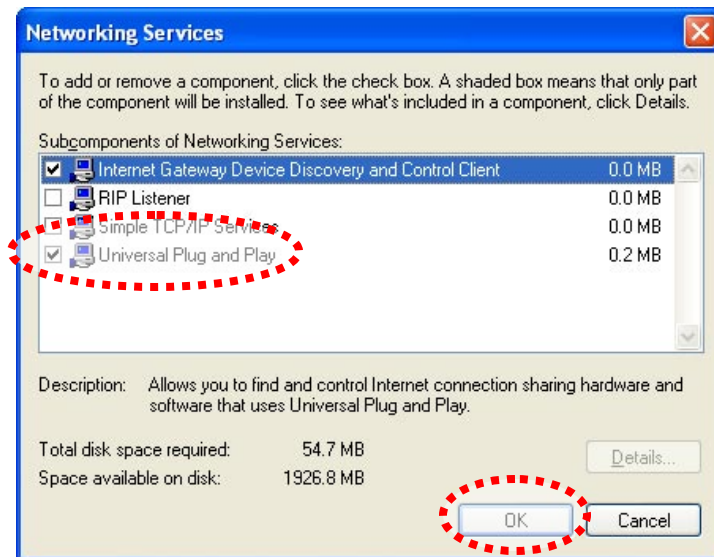 Networking Services
To add or remove a component, click the check box. A shaded box means that only part
of the component will be installed. To see what's included in a component, click Details.
Subcomponents of Networking Services:
Internet Gateway Device Discovery and Control Client 0.0 MB
RIP Listener 0.0 MB
Simple TCP/IP Services 0.0 MB
Universal Plug and Play 0.2 MB
Description: Allows you to find and control Internet connection sharing hardware and
software that uses Universal Plug and Play.
Total disk space required: 54.7 MB
Details...
Space available on disk: 1926.8 MB
OK Cancel